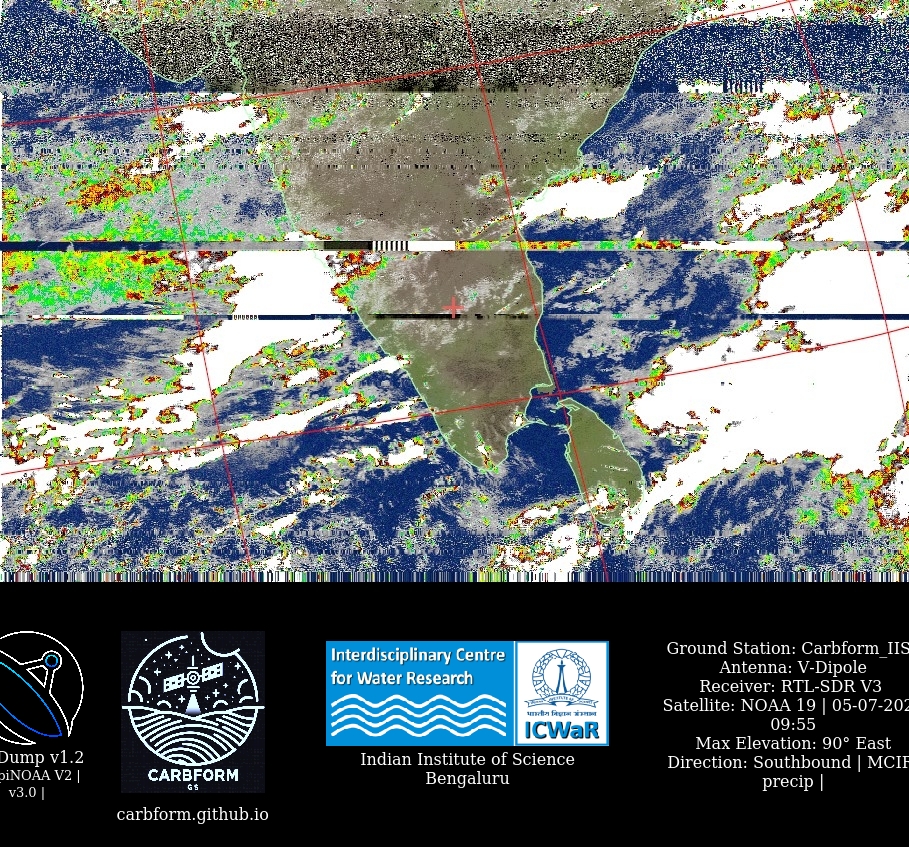 Dump v1.2
piNOAA V2 |
v3.0 |
CARBFORM
GS
carbform.github.io
Interdisciplinary Centre
for Water Research
भारतीय विज्ञान संस्थान
ICWaR
Indian Institute of Science
Bengaluru
Ground Station: Carbform_IIS
Antenna: V-Dipole
Receiver: RTL-SDR V3
Satellite: NOAA 19 | 05-07-202
09:55
Max Elevation: 90° East
Direction: Southbound | MCIR
precip |